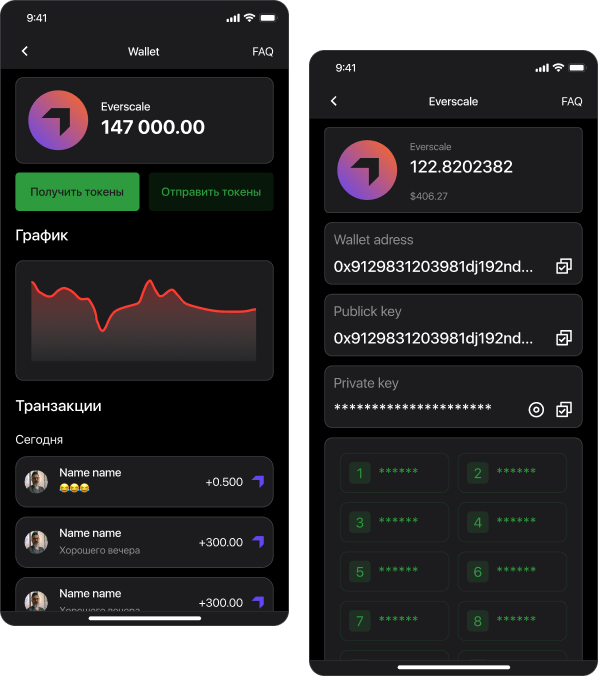 9:41
Wallet
FAQ
Everscale
147 000.00
Получить токены
Отправить токены
График
Транзакции
Сегодня
Name name
😂😂😂
+0.500
Name name
Хорошего вечера
+300.00
Name name
Хорошего вечера
+300.00
9:41
Everscale
FAQ
Everscale
122.8202382
$406.27
Wallet adress
0x9129831203981dj192nd...
Publick key
0x9129831203981dj192nd...
Private key
*********************
1 ******
2 ******
3 ******
4 ******
5 ******
6 ******
7 ******
8 ******